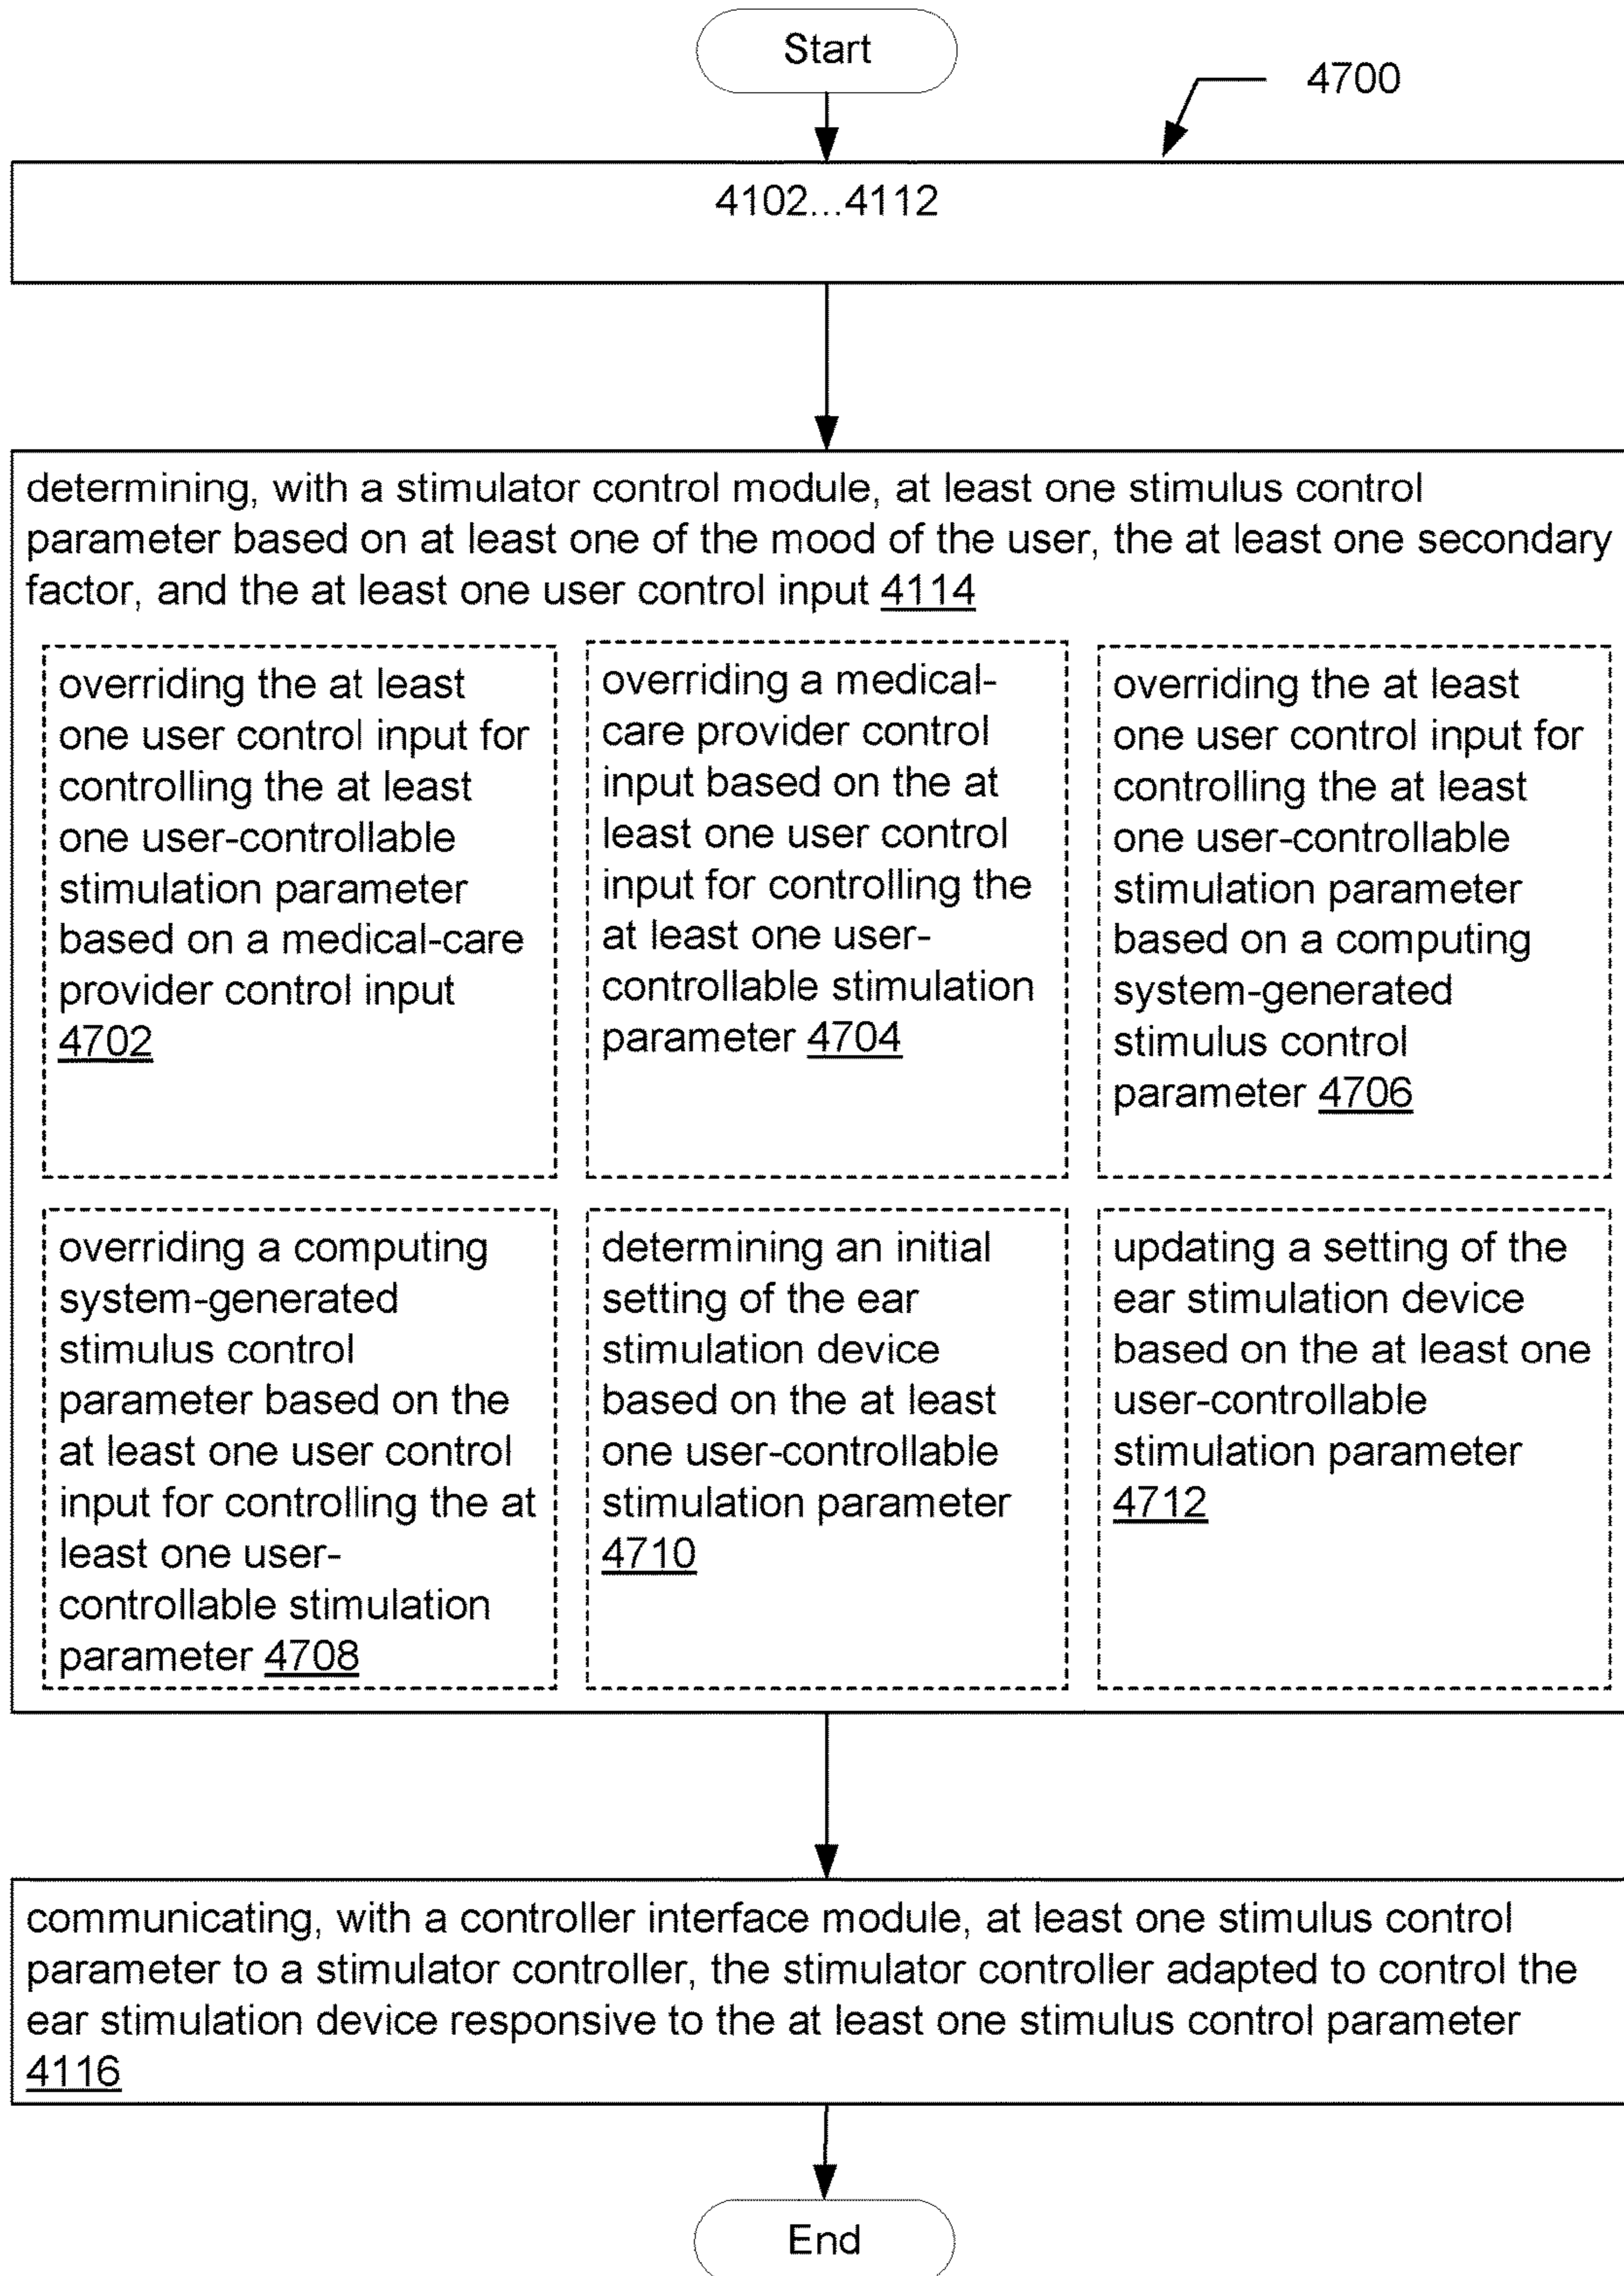 Start
4700
4102...4112
determining, with a stimulator control module, at least one stimulus control
parameter based on at least one of the mood of the user, the at least one secondary
factor, and the at least one user control input 4114
overriding the at least
one user control input for
controlling the at least
one user-controllable
stimulation parameter
based on a medical-care
provider control input
4702
overriding a medical-
care provider control
input based on the at
least one user control
input for controlling the
at least one user-
controllable stimulation
parameter 4704
overriding the at least
one user control input for
controlling the at least
one user-controllable
stimulation parameter
based on a computing
system-generated
stimulus control
parameter 4706
overriding a computing
system-generated
stimulus control
parameter based on the
at least one user control
input for controlling the at
least one user-
controllable stimulation
parameter 4708
determining an initial
setting of the ear
stimulation device
based on the at least
one user-controllable
stimulation parameter
4710
updating a setting of the
ear stimulation device
based on the at least one
user-controllable
stimulation parameter
4712
communicating, with a controller interface module, at least one stimulus control
parameter to a stimulator controller, the stimulator controller adapted to control the
ear stimulation device responsive to the at least one stimulus control parameter
4116
End